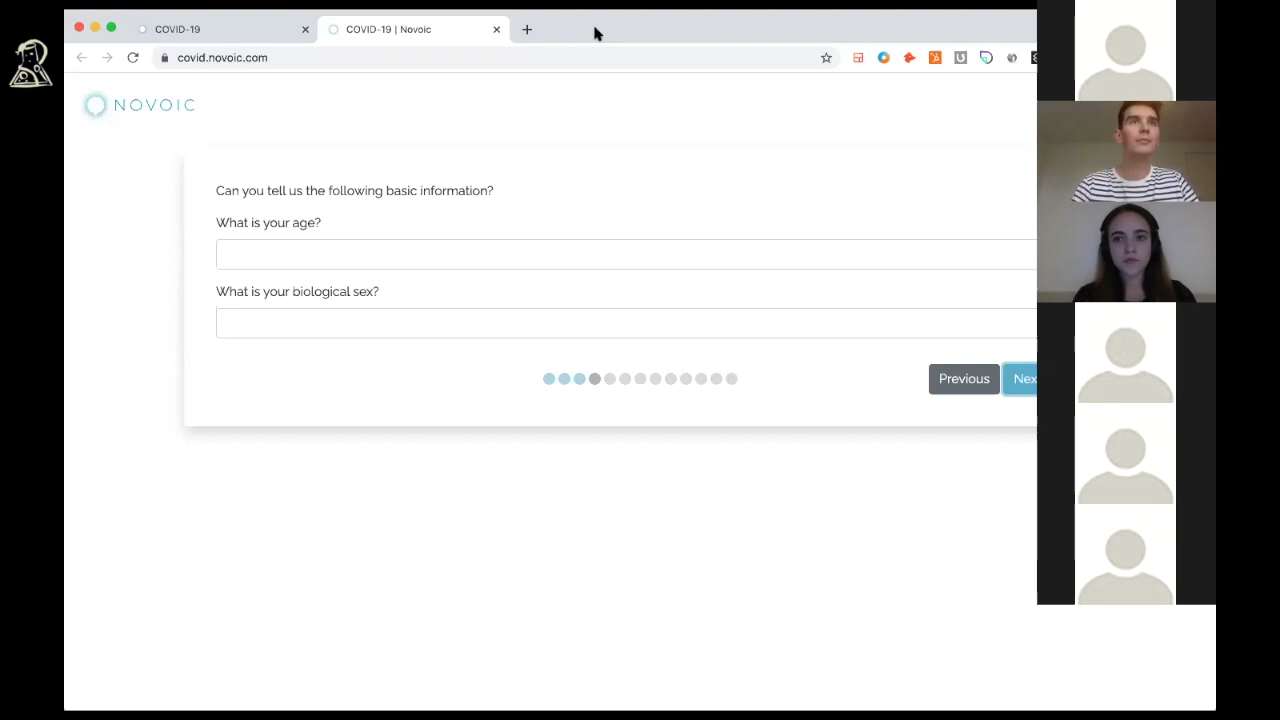 COVID-19
COVID-19 | Novoic
covid.novoic.com
NOVOIC
Can you tell us the following basic information?
What is your age?
What is your biological sex?
Previous
Nex